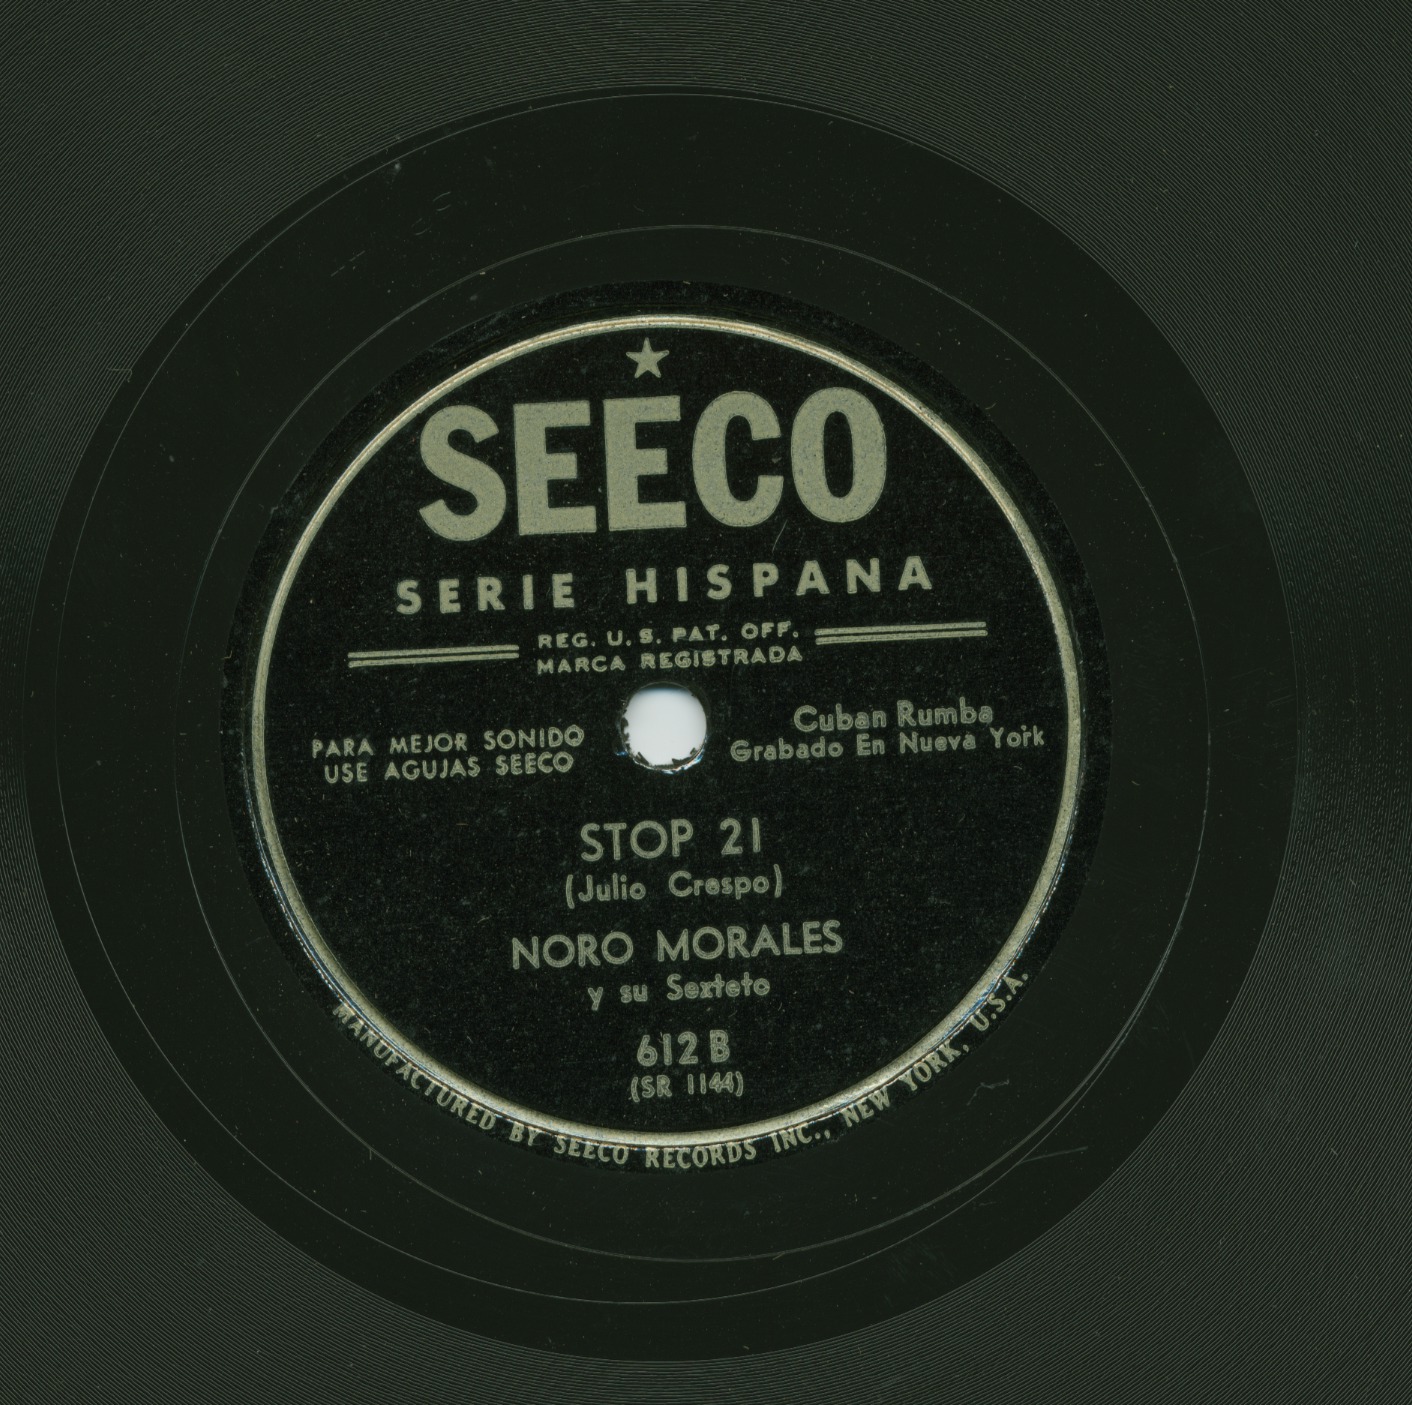 SEECO
SERIE HISPANA
REG. U. S. PAT. OFF.
MARCA REGISTRADA
PARA MEJOR SONIDO
USE AGUJAS SEECO
Cuban Rumba
Grabado En Nueva York
STOP 21
(Julio Crespo)
NORO MORALES
y su Sexteto
612 B
(SR 1144)
MANUFACTURED BY SEECO RECORDS INC., NEW YORK, U.S.A.